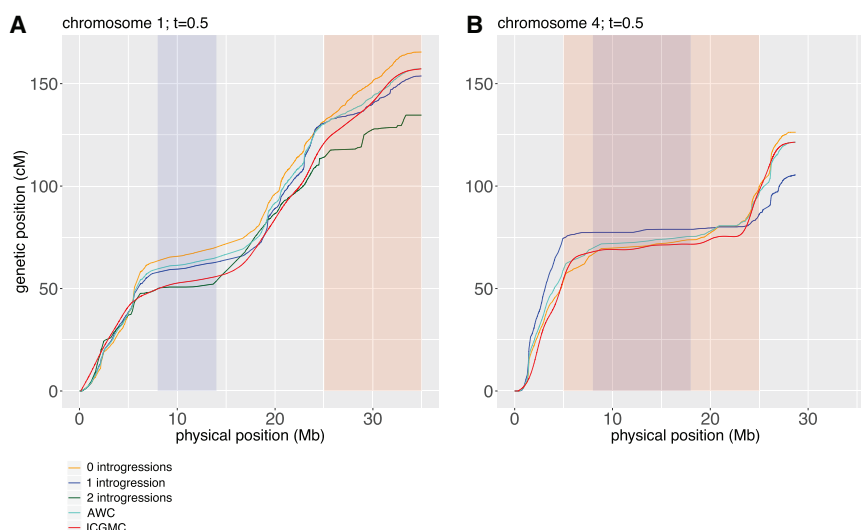 A
chromosome 1; t=0.5
genetic position (cM)
150
100
50
0
0 10 20 30
physical position (Mb)
B
chromosome 4; t=0.5
150
100
50
0
0 10 20 30
physical position (Mb)
0 introgressions
1 introgression
2 introgressions
AWC
ICGMC